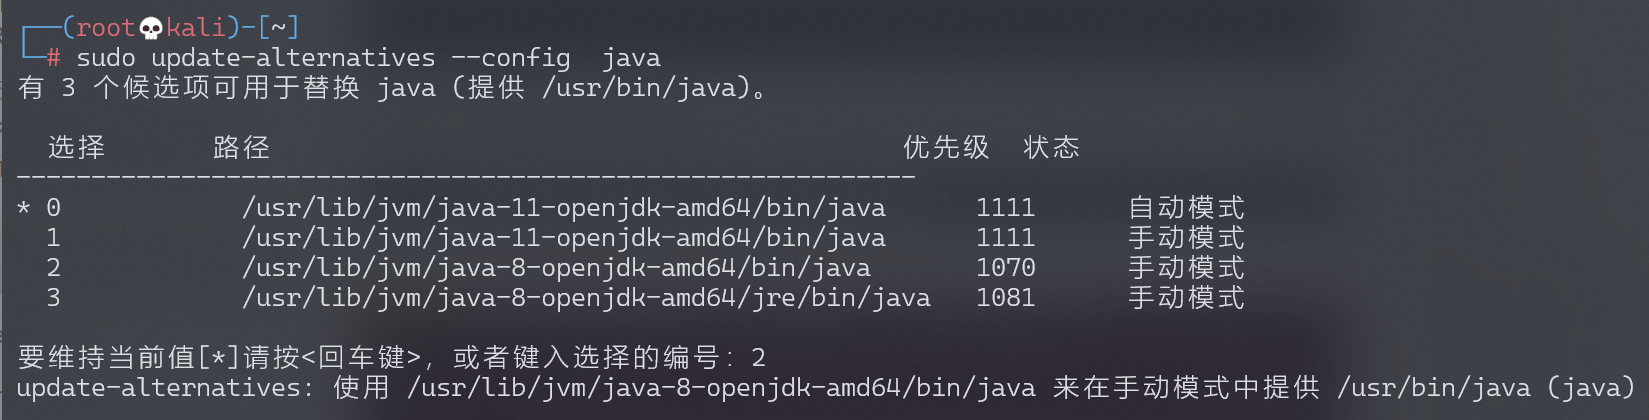 ┌──(root💀kali)-[~]
└─# sudo update-alternatives --config  java
有 3 个候选项可用于替换 java (提供 /usr/bin/java)。
选择 路径 优先级 状态
------------------------------------------------------------
* 0 /usr/lib/jvm/java-11-openjdk-amd64/bin/java 1111 自动模式
1 /usr/lib/jvm/java-11-openjdk-amd64/bin/java 1111 手动模式
2 /usr/lib/jvm/java-8-openjdk-amd64/bin/java 1070 手动模式
3 /usr/lib/jvm/java-8-openjdk-amd64/jre/bin/java 1081 手动模式
要维持当前值[*]请按<回车键>，或者键入选择的编号：2
update-alternatives: 使用 /usr/lib/jvm/java-8-openjdk-amd64/bin/java 来在手动模式中提供 /usr/bin/java (java)